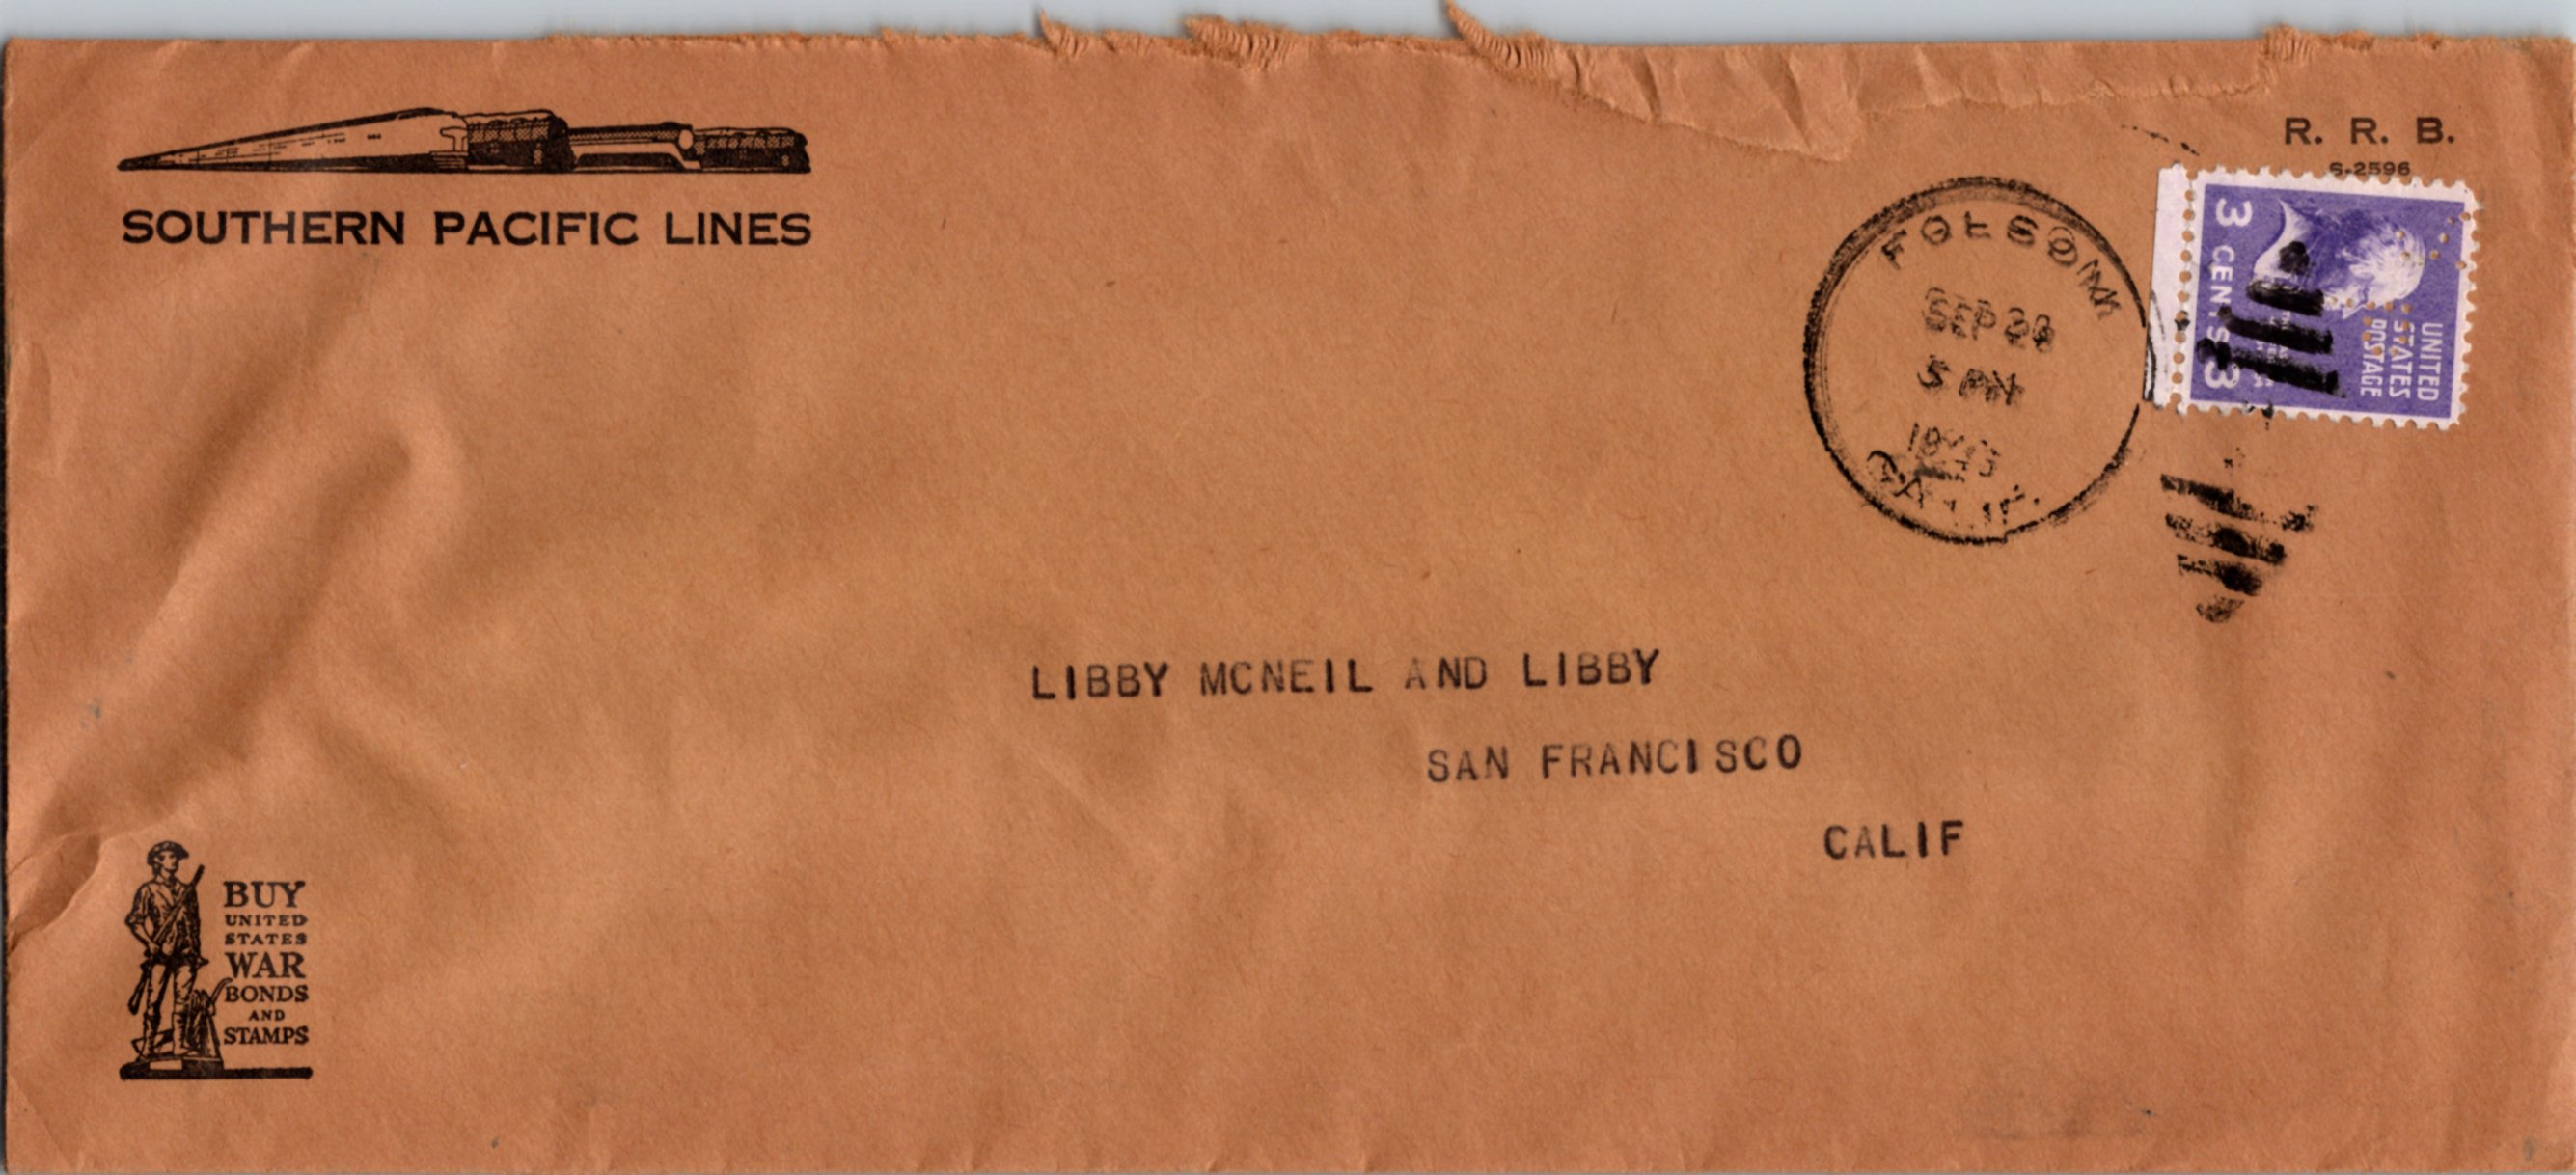 SOUTHERN PACIFIC LINES
R. R. B.
S-2596
FOLSOM
SEP 28
5 PM
1943
CALIF.
3 CENTS 3
UNITED
STATES
POSTAGE
LIBBY MCNEIL AND LIBBY
SAN FRANCISCO
CALIF
BUY
UNITED
STATES
WAR
BONDS
AND
STAMPS